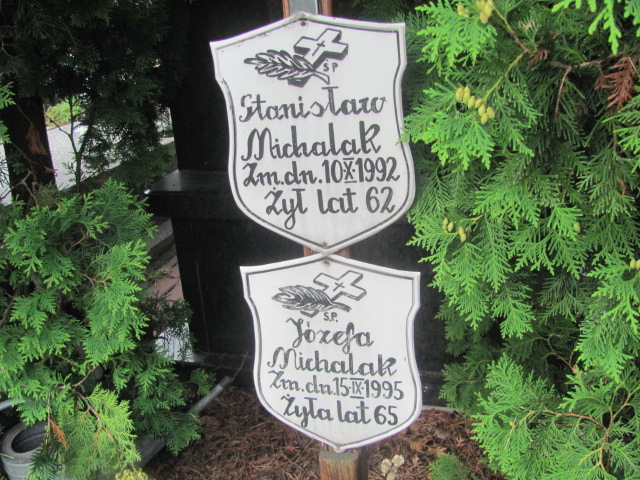 Ś.P.
Stanisław
Michalak
Zm. dn. 10 X 1992
Żył lat 62
Ś.P.
Józefa
Michalak
Zm. dn. 15-IX-1995
Żyła lat 65